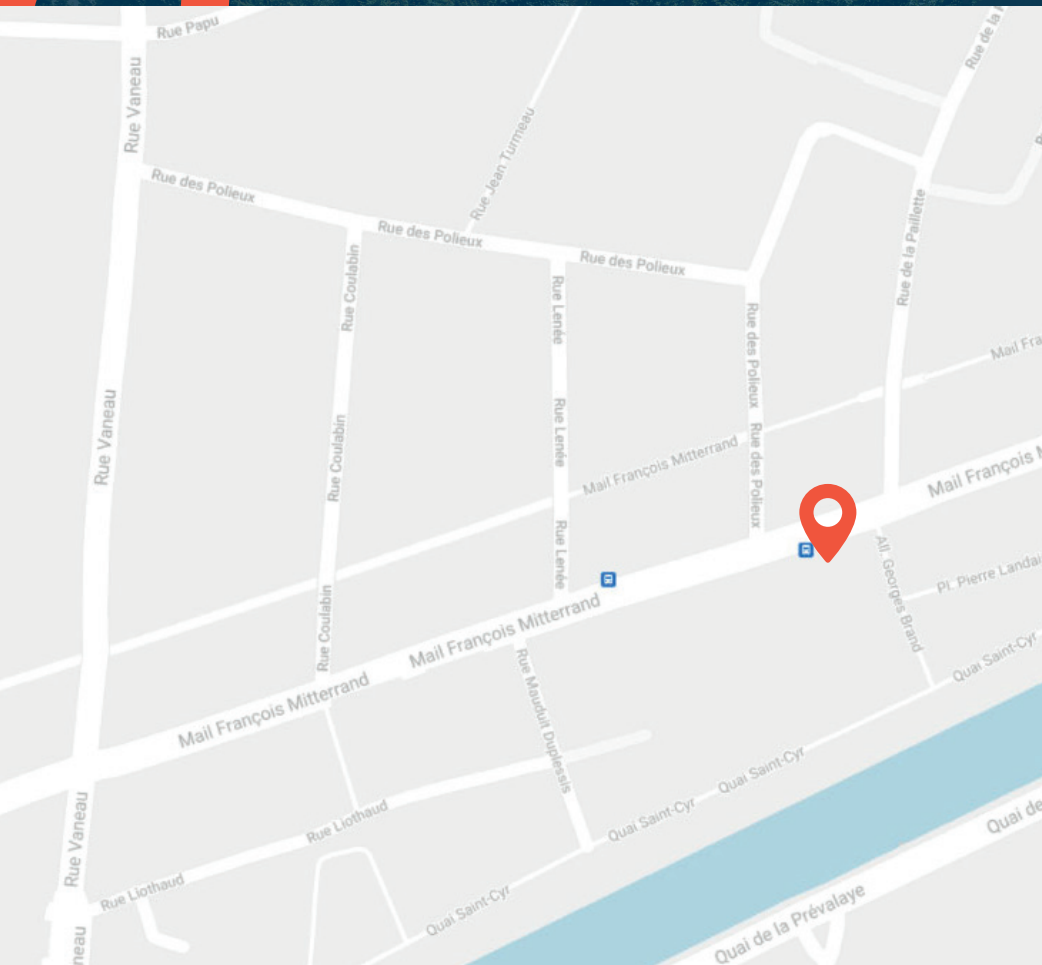 Rue Papu
Rue de la
Rue Vaneau
Rue Jean Turmeau
Rue des Polieux
Rue des Polieux
Rue des Polieux
Rue de la Paillette
Rue Coulabin
Rue Lenée
Rue des Polieux
Mail Fra
Rue Vaneau
Rue Coulabin
Rue Lenée
Rue des Polieux
Mail François Mitterrand
Mail François M
Rue Lenée
All. Georges Brand
Pl. Pierre Landai
Rue Coulabin
Mail François Mitterrand
Mail François Mitterrand
Quai Saint-Cyr
Rue Mauduit Duplessis
Quai Saint-Cyr
Rue Vaneau
Rue Liothaud
Quai Saint-Cyr
Quai de
Rue Liothaud
Quai Saint-Cyr
Quai de la Prévalaye
neau